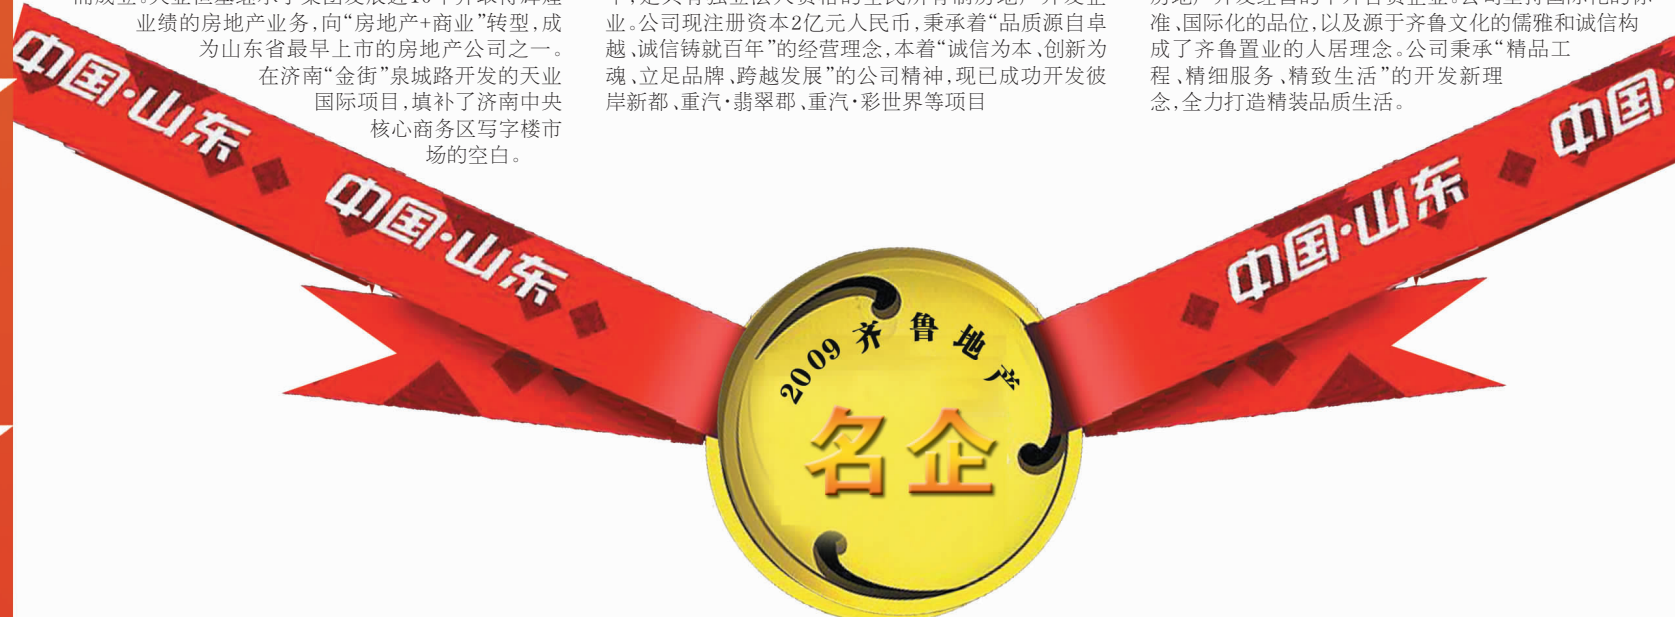 业绩的房地产业务,向“房地产+商业”转型,成
为山东省最早上市的房地产公司之一。
在济南“金街”泉城路开发的天业
国际项目,填补了济南中央
核心商务区写字楼市
场的空白。
业。公司现注册资本2亿元人民币,秉承着“品质源自卓
越、诚信铸就百年”的经营理念,本着“诚信为本、创新为
魂、立足品牌、跨越发展”的公司精神,现已成功开发彼
岸新都、重汽·翡翠郡、重汽·彩世界等项目
准、国际化的品位,以及源于齐鲁文化的儒雅和诚信构
成了齐鲁置业的人居理念。公司秉承“精品工
程、精细服务、精致生活”的开发新理
念,全力打造精装品质生活。
中国·山东
中国·山东
中国·山东
中国·
2009齐鲁地产
名企